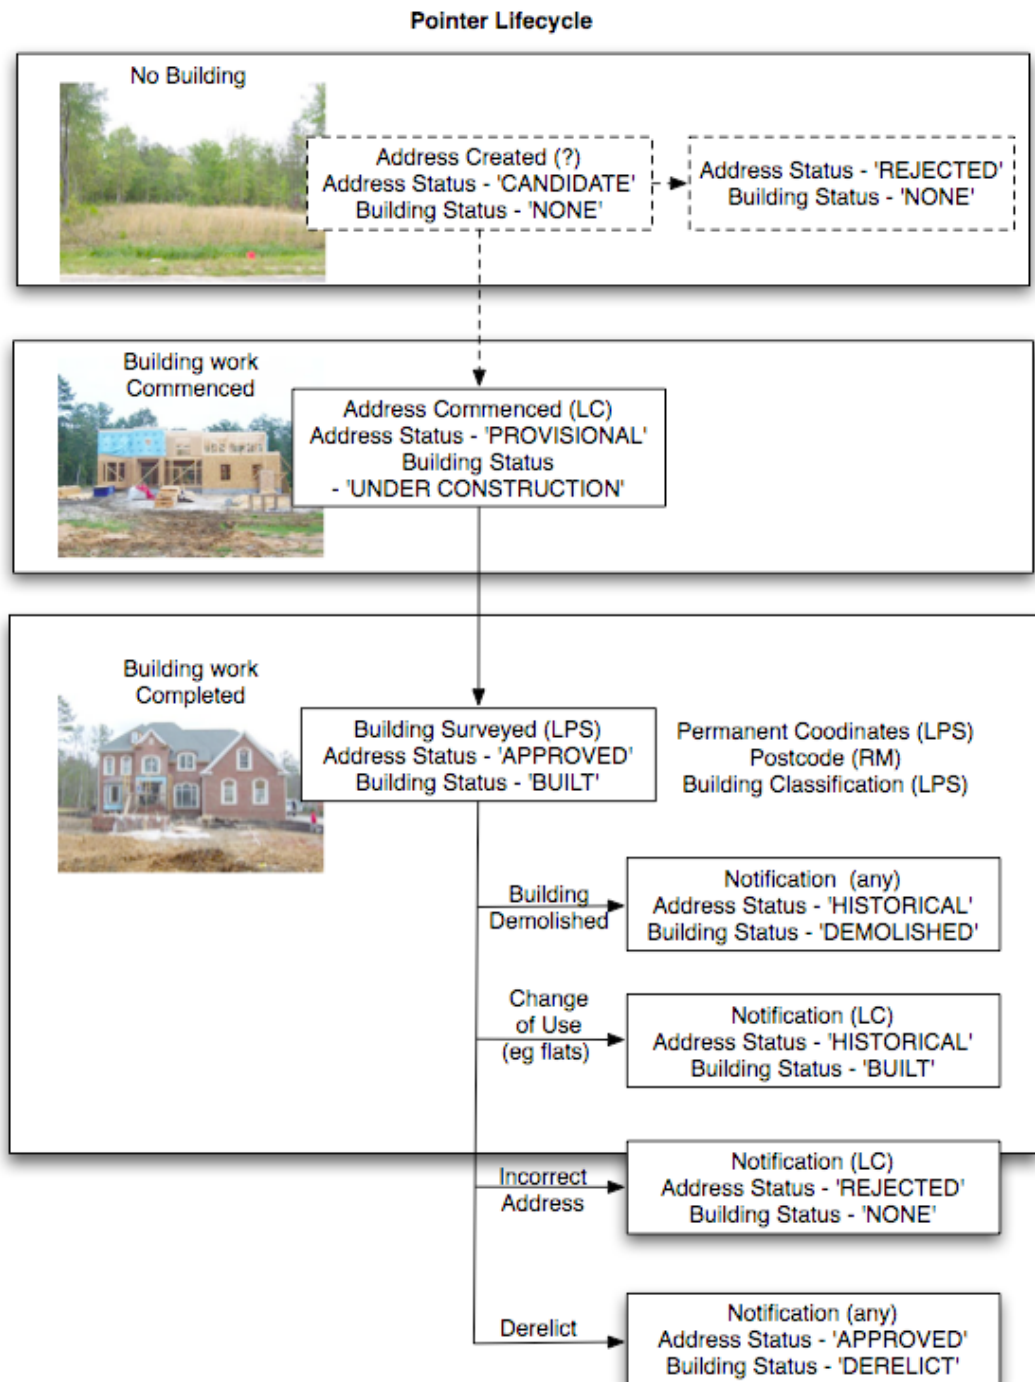 Pointer Lifecycle
No Building
Address Created (?)
Address Status - 'CANDIDATE'
Building Status - 'NONE'
Address Status - 'REJECTED'
Building Status - 'NONE'
Building work
Commenced
Address Commenced (LC)
Address Status - 'PROVISIONAL'
Building Status
- 'UNDER CONSTRUCTION'
Building work
Completed
Building Surveyed (LPS)
Address Status - 'APPROVED'
Building Status - 'BUILT'
Permanent Coodinates (LPS)
Postcode (RM)
Building Classification (LPS)
Building
Demolished
Notification (any)
Address Status - 'HISTORICAL'
Building Status - 'DEMOLISHED'
Change
of Use
(eg flats)
Notification (LC)
Address Status - 'HISTORICAL'
Building Status - 'BUILT'
Incorrect
Address
Notification (LC)
Address Status - 'REJECTED'
Building Status - 'NONE'
Derelict
Notification (any)
Address Status - 'APPROVED'
Building Status - 'DERELICT'